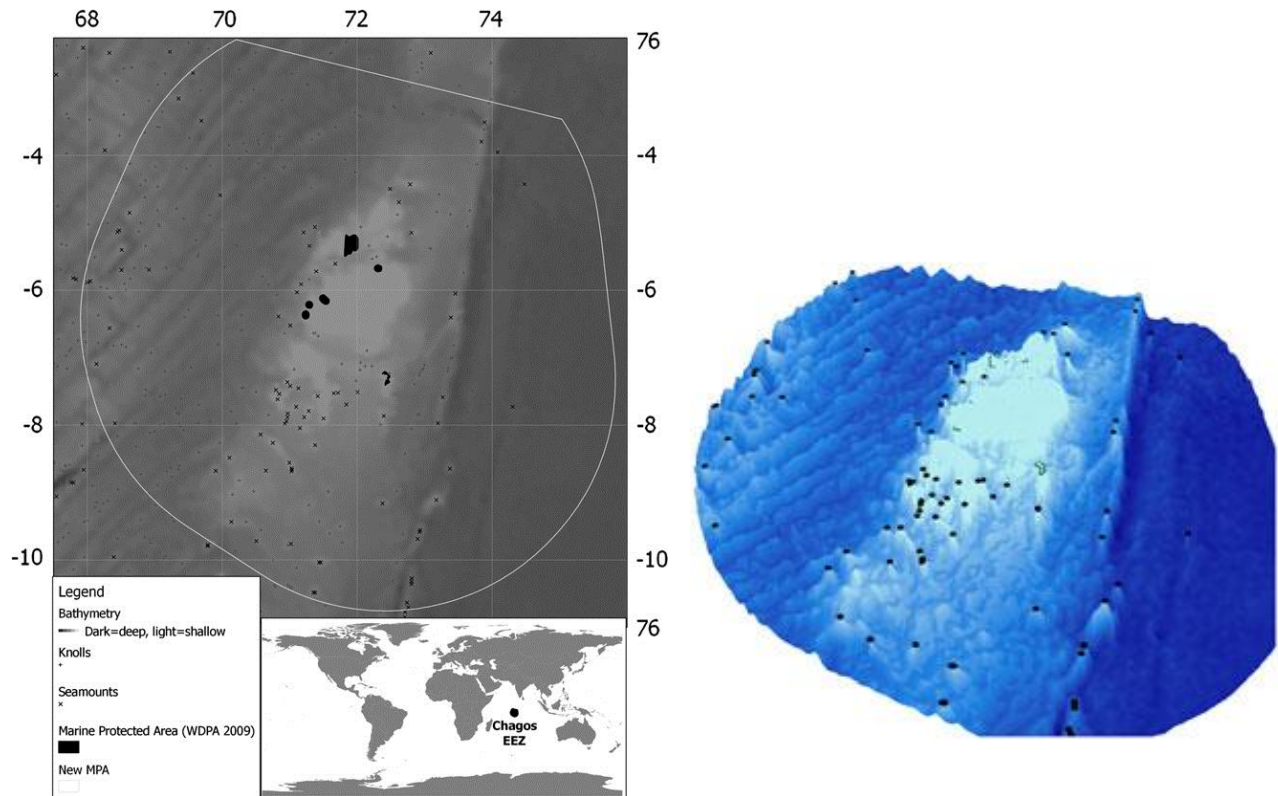 68 70 72 74
76
-4 -4
-6 -6
-8 -8
-10 -10
76
Legend
Bathymetry
Dark=deep, light=shallow
Knolls
Seamounts
Marine Protected Area (WDPA 2009)
New MPA
Chagos
EEZ